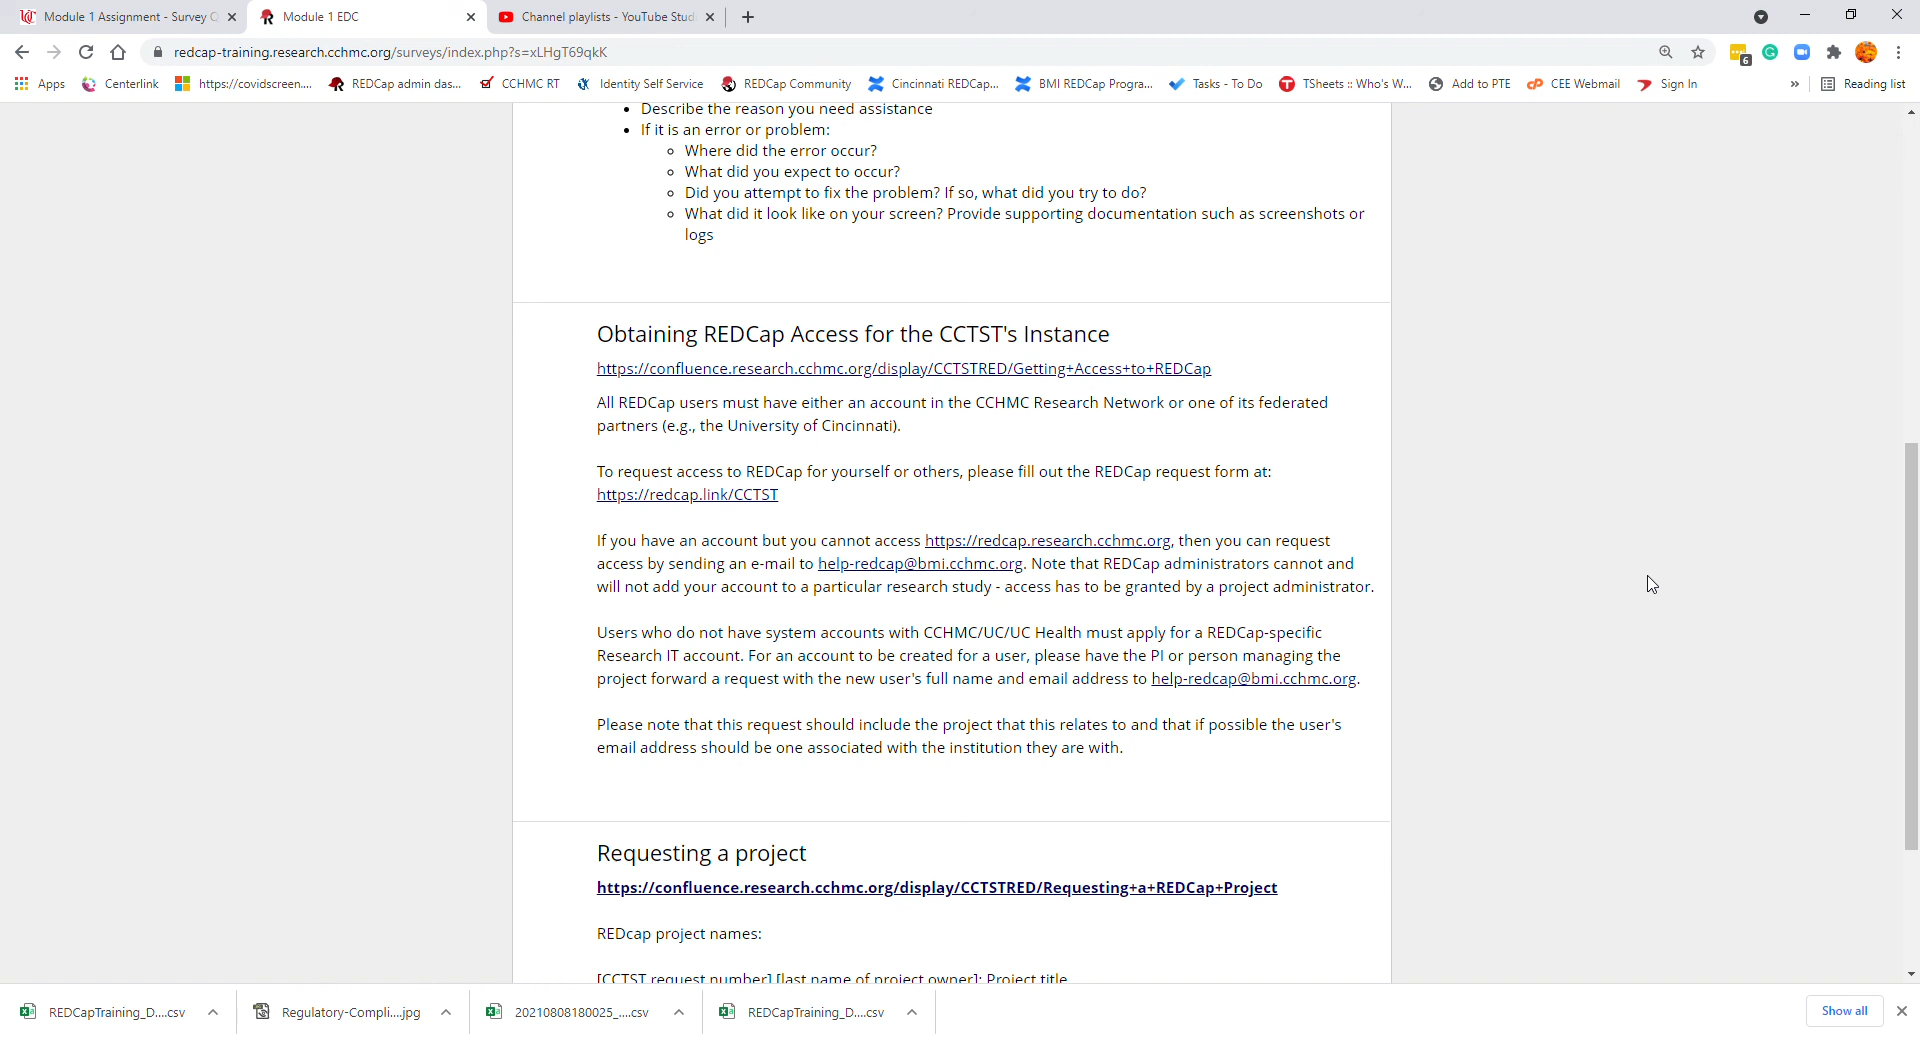 Module 1 Assignment - Survey
Module 1 EDC
Channel playlists - YouTube Stud
redcap-training.research.cchmc.org/surveys/index.php?s=xLHgT69qkK
6
Apps
Centerlink
https://covidscreen....
REDCap admin das...
CCHMC RT
Identity Self Service
REDCap Community
Cincinnati REDCap...
BMI REDCap Progra...
Tasks - To Do
TSheets :: Who's W...
Add to PTE
CEE Webmail
Sign In
»
Reading list
• Describe the reason you need assistance
• If it is an error or problem:
Where did the error occur?
What did you expect to occur?
Did you attempt to fix the problem? If so, what did you try to do?
What did it look like on your screen? Provide supporting documentation such as screenshots or
logs
Obtaining REDCap Access for the CCTST's Instance
https://confluence.research.cchmc.org/display/CCTSTRED/Getting+Access+to+REDCap
All REDCap users must have either an account in the CCHMC Research Network or one of its federated
partners (e.g., the University of Cincinnati).
To request access to REDCap for yourself or others, please fill out the REDCap request form at:
https://redcap.link/CCTST
If you have an account but you cannot access https://redcap.research.cchmc.org, then you can request
access by sending an e-mail to help-redcap@bmi.cchmc.org. Note that REDCap administrators cannot and
will not add your account to a particular research study - access has to be granted by a project administrator.
Users who do not have system accounts with CCHMC/UC/UC Health must apply for a REDCap-specific
Research IT account. For an account to be created for a user, please have the PI or person managing the
project forward a request with the new user's full name and email address to help-redcap@bmi.cchmc.org.
Please note that this request should include the project that this relates to and that if possible the user's
email address should be one associated with the institution they are with.
Requesting a project
https://confluence.research.cchmc.org/display/CCTSTRED/Requesting+a+REDCap+Project
REDcap project names:
[CCTST request number] [last name of project owner]: Project title
REDCapTraining_D....csv
Regulatory-Compli....jpg
20210808180025_....csv
REDCapTraining_D....csv
Show all